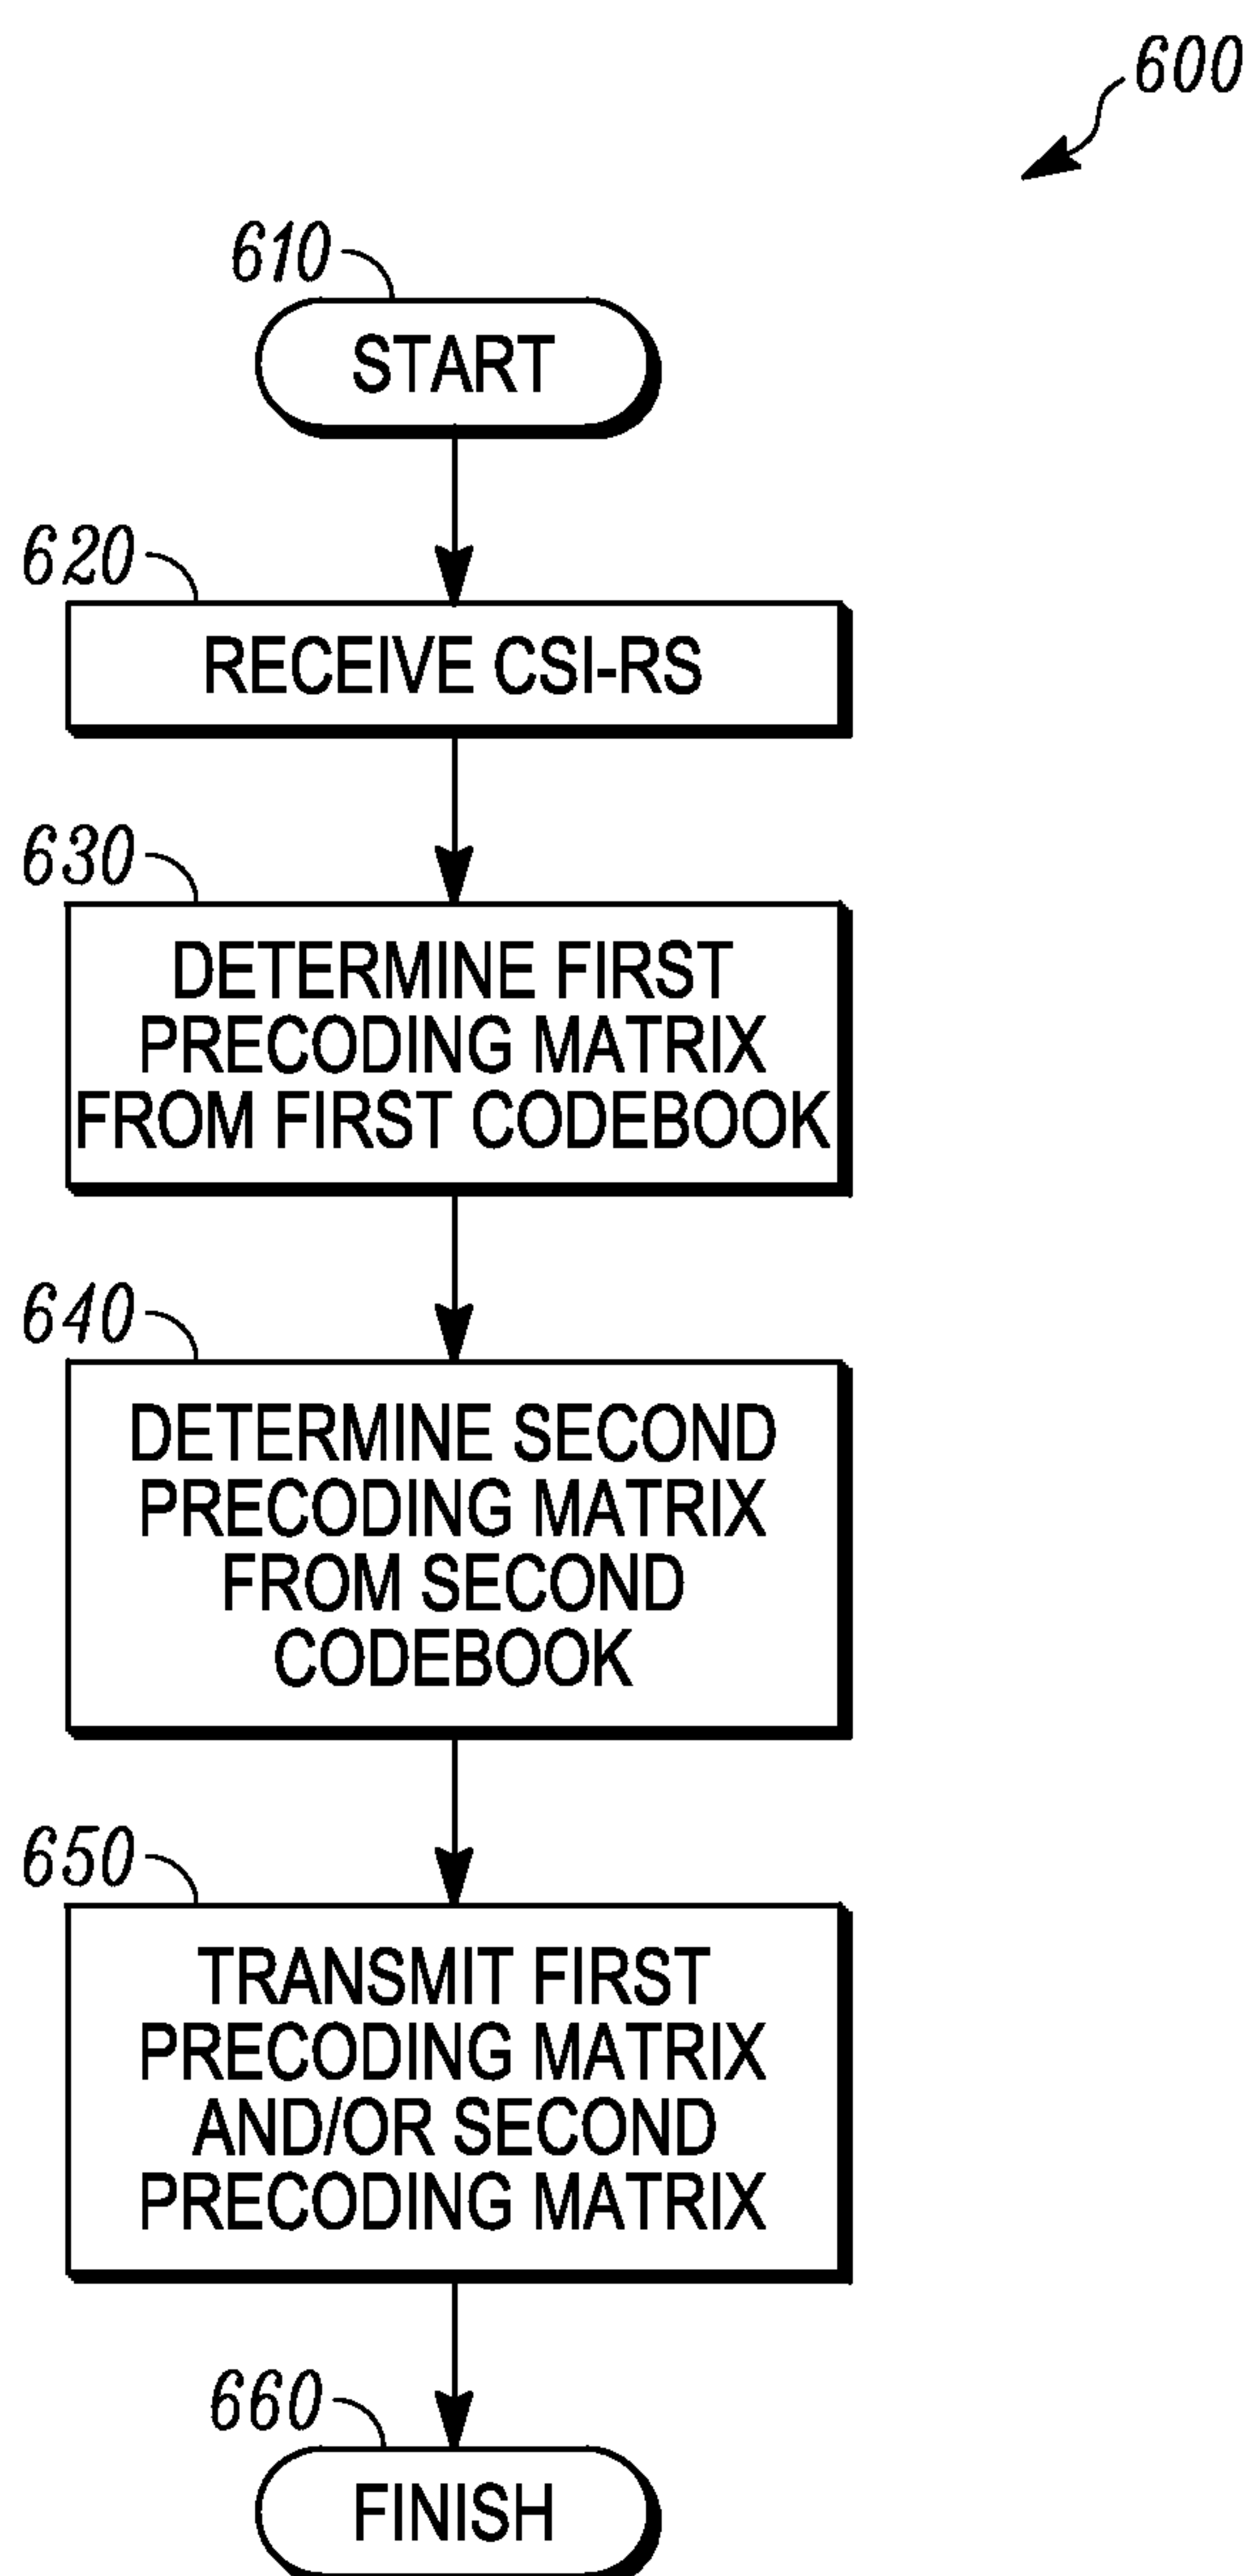 600
610
START
620
RECEIVE CSI-RS
630
DETERMINE FIRST
PRECODING MATRIX
FROM FIRST CODEBOOK
640
DETERMINE SECOND
PRECODING MATRIX
FROM SECOND
CODEBOOK
650
TRANSMIT FIRST
PRECODING MATRIX
AND/OR SECOND
PRECODING MATRIX
660
FINISH